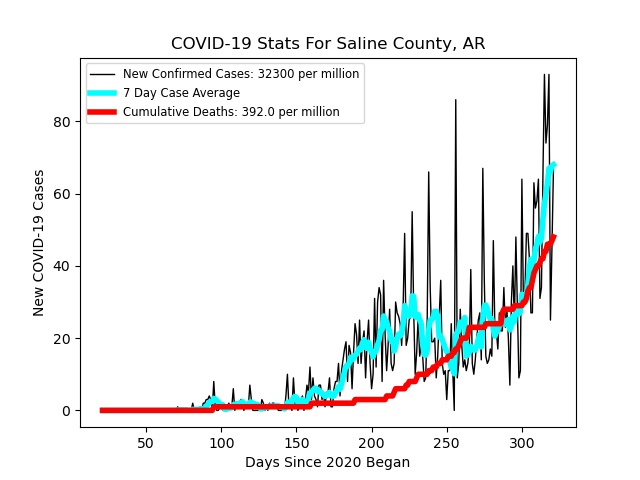 COVID-19 Stats For Saline County, AR
New Confirmed Cases: 32300 per million
7 Day Case Average
Cumulative Deaths: 392.0 per million
New COVID-19 Cases
80
60
40
20
0
50 100 150 200 250 300
Days Since 2020 Began